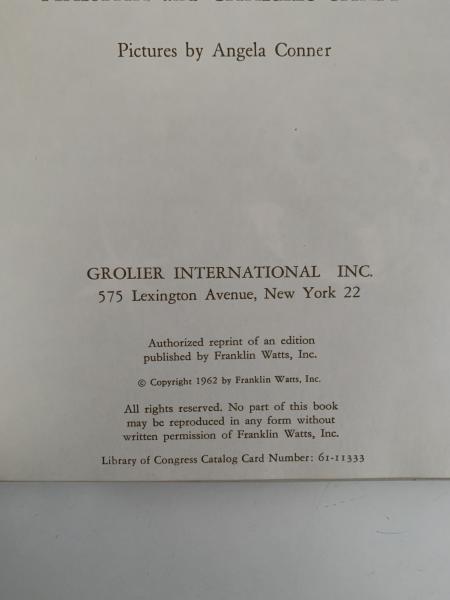 and
Pictures by Angela Conner
GROLIER INTERNATIONAL INC.
575 Lexington Avenue, New York 22
Authorized reprint of an edition
published by Franklin Watts, Inc.
© Copyright 1962 by Franklin Watts, Inc.
All rights reserved. No part of this book
may be reproduced in any form without
written permission of Franklin Watts, Inc.
Library of Congress Catalog Card Number: 61-11333